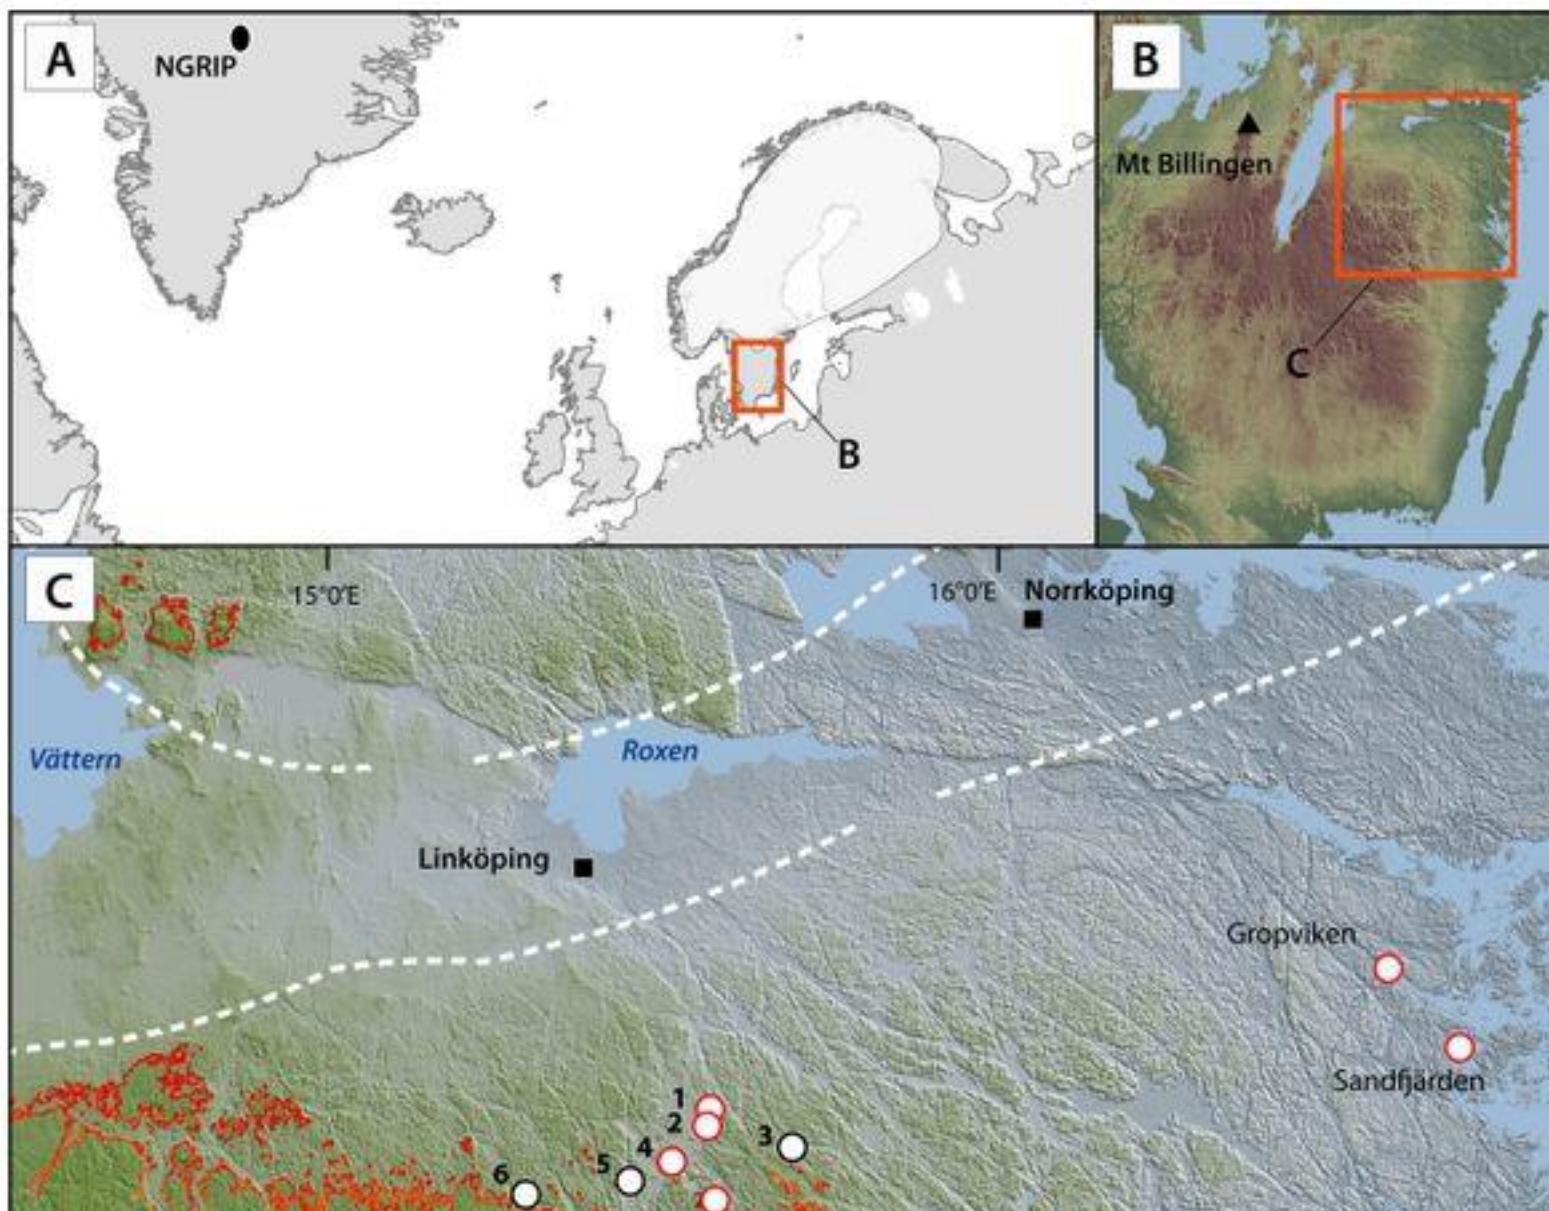 A
NGRIP
B
B
Mt Billingen
C
C
15°0'E
16°0'E
Norrköping
Vättern
Roxen
Linköping
Gropviken
Sandfjärden
1
2
3
4
5
6